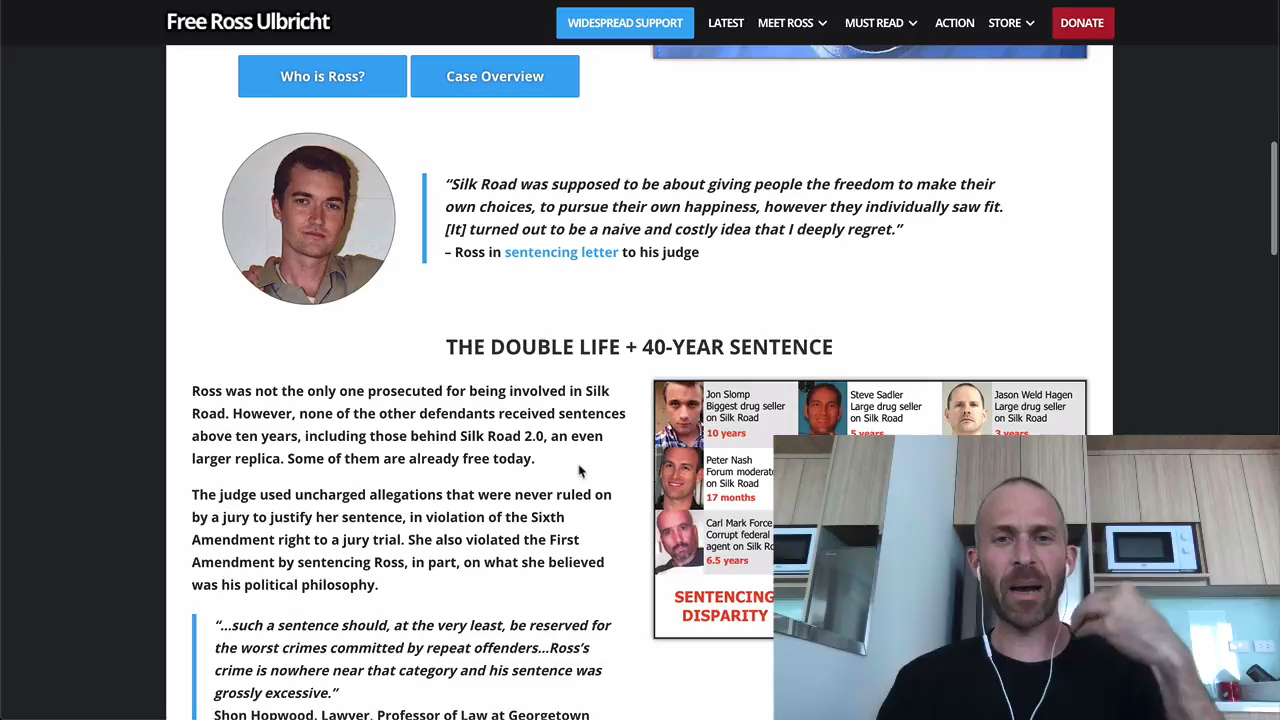 Free Ross Ulbricht
WIDESPREAD SUPPORT LATEST MEET ROSS MUST READ ACTION STORE DONATE
Who is Ross? Case Overview
“Silk Road was supposed to be about giving people the freedom to make their
own choices, to pursue their own happiness, however they individually saw fit.
[It] turned out to be a naive and costly idea that I deeply regret.”
– Ross in sentencing letter to his judge
THE DOUBLE LIFE + 40-YEAR SENTENCE
Ross was not the only one prosecuted for being involved in Silk
Road. However, none of the other defendants received sentences
above ten years, including those behind Silk Road 2.0, an even
larger replica. Some of them are already free today.
The judge used uncharged allegations that were never ruled on
by a jury to justify her sentence, in violation of the Sixth
Amendment right to a jury trial. She also violated the First
Amendment by sentencing Ross, in part, on what she believed
was his political philosophy.
“…such a sentence should, at the very least, be reserved for
the worst crimes committed by repeat offenders…Ross’s
crime is nowhere near that category and his sentence was
grossly excessive.”
Shon Hopwood, Lawyer, Professor of Law at Georgetown
Jon Slomp
Biggest drug seller
on Silk Road
10 years
Steve Sadler
Large drug seller
on Silk Road
5 years
Jason Weld Hagen
Large drug seller
on Silk Road
3 years
Peter Nash
Forum moderat
on Silk Road
17 months
Carl Mark Force
Corrupt federal
agent on Silk Ro
6.5 years
SENTENCING
DISPARITY